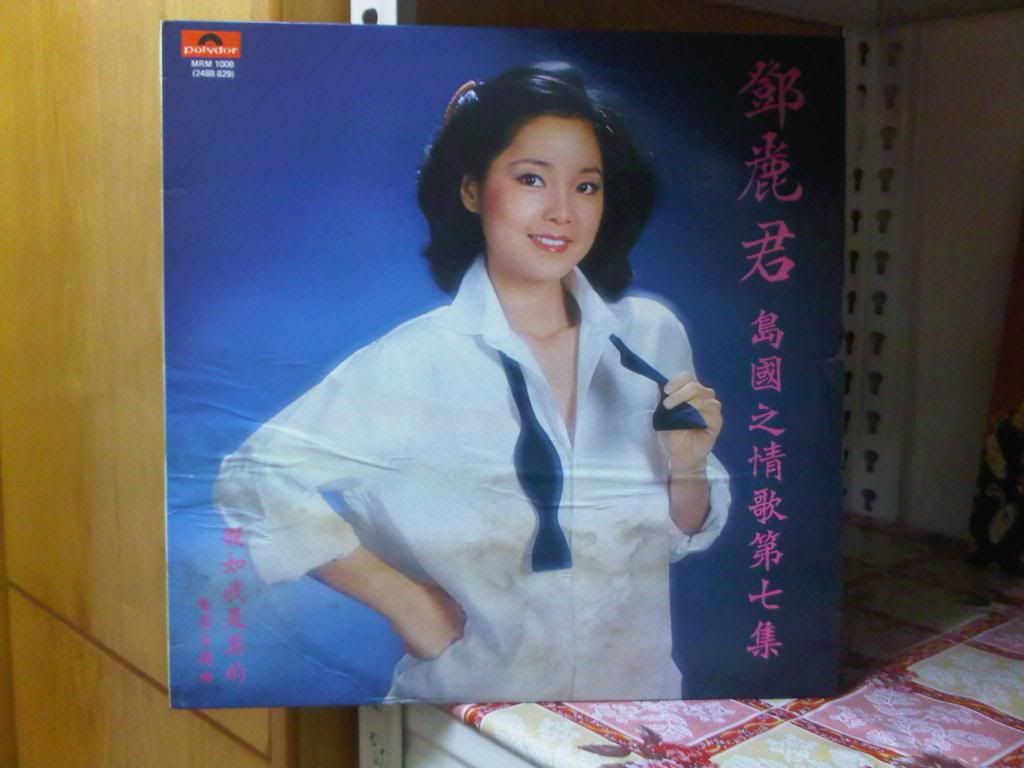 polydor
MRM 1008
(2488 829)
鄧麗君
島國之情歌第七集
假如我是真的